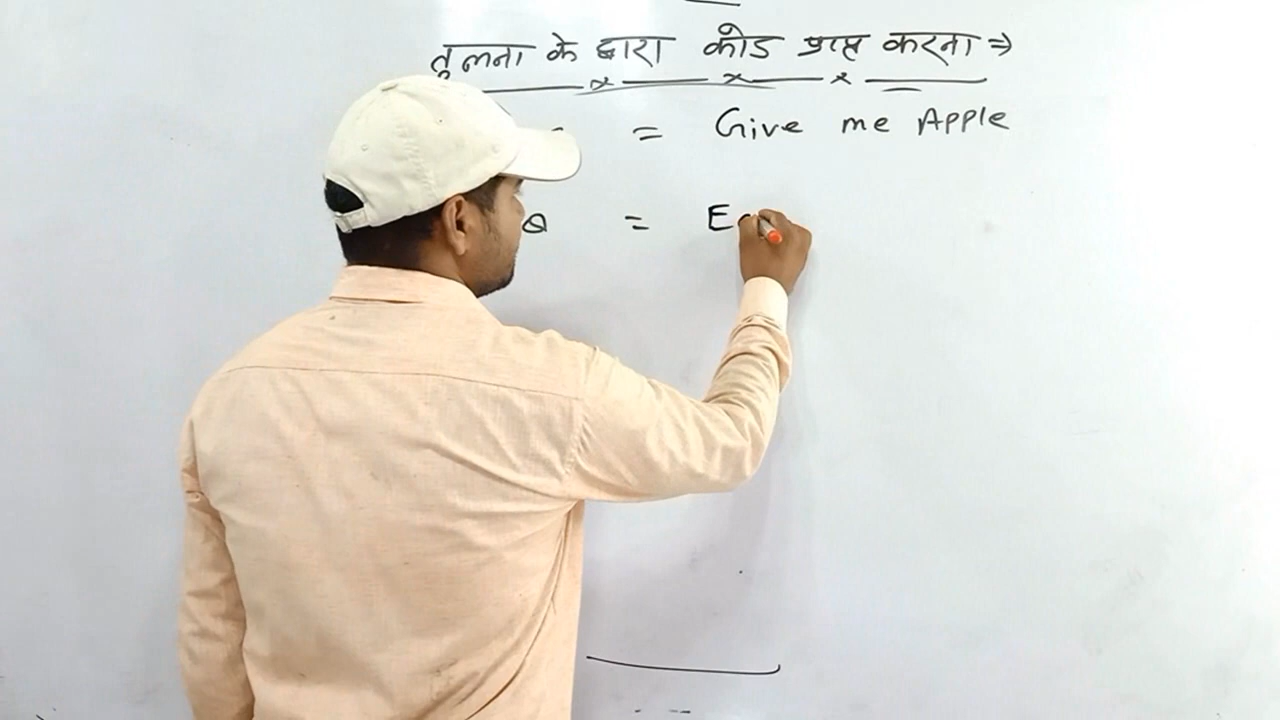 तुलना के द्वारा कोड प्राप्त करना ⇒
= Give me Apple
=